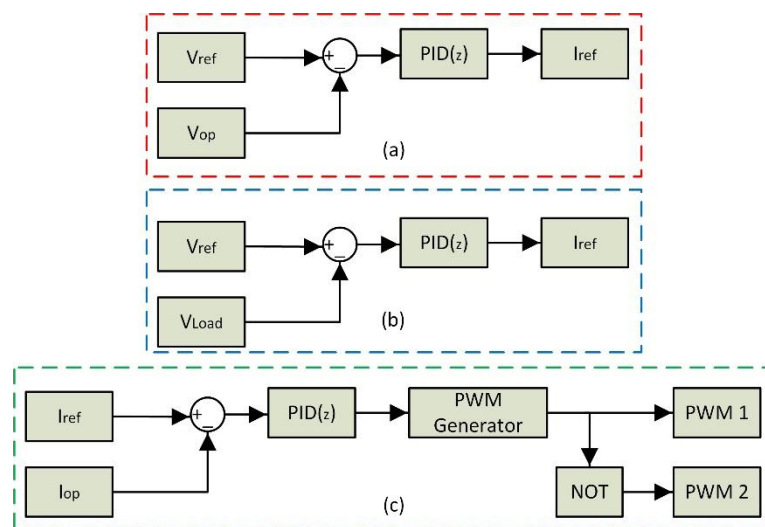 Vref
+
−
PID(z)
Iref
Vop
(a)
Vref
+
−
PID(z)
Iref
VLoad
(b)
Iref
+
−
PID(z)
PWM
Generator
PWM 1
Iop
NOT
PWM 2
(c)